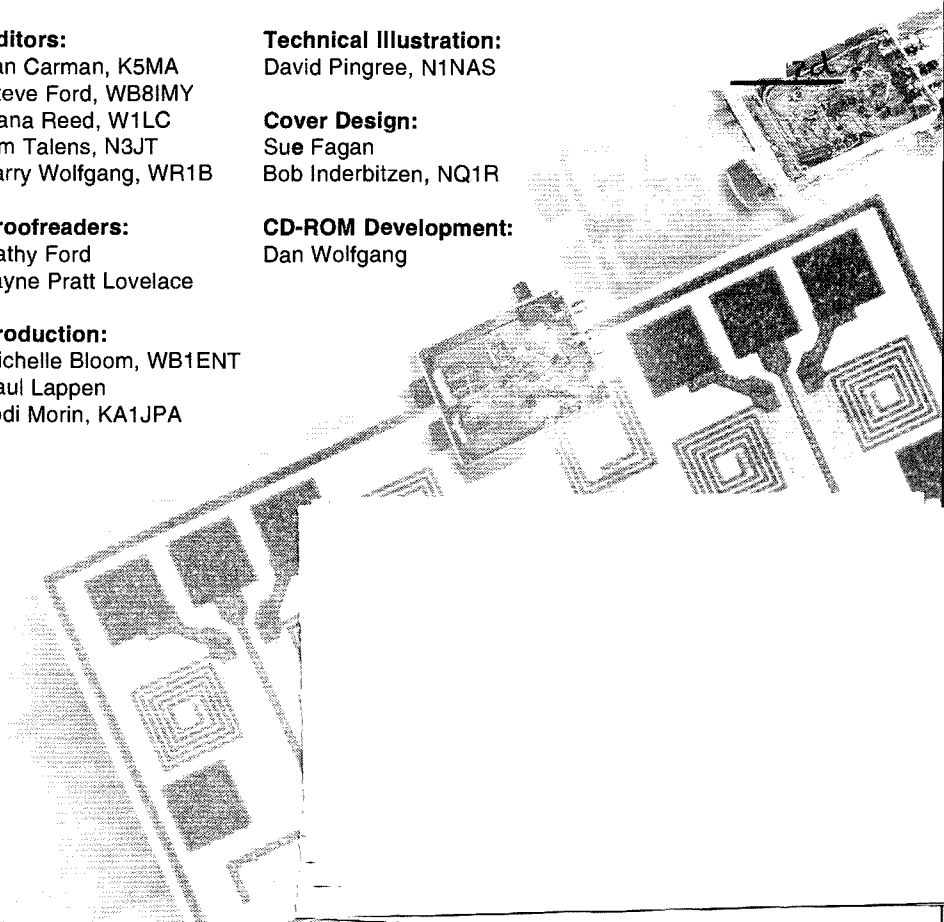 ditors:
an Carman, K5MA
teve Ford, WB8IMY
ana Reed, W1LC
m Talens, N3JT
arry Wolfgang, WR1B
roofreaders:
athy Ford
ayne Pratt Lovelace
roduction:
ichelle Bloom, WB1ENT
aul Lappen
odi Morin, KA1JPA
Technical Illustration:
David Pingree, N1NAS
Cover Design:
Sue Fagan
Bob Inderbitzen, NQ1R
CD-ROM Development:
Dan Wolfgang